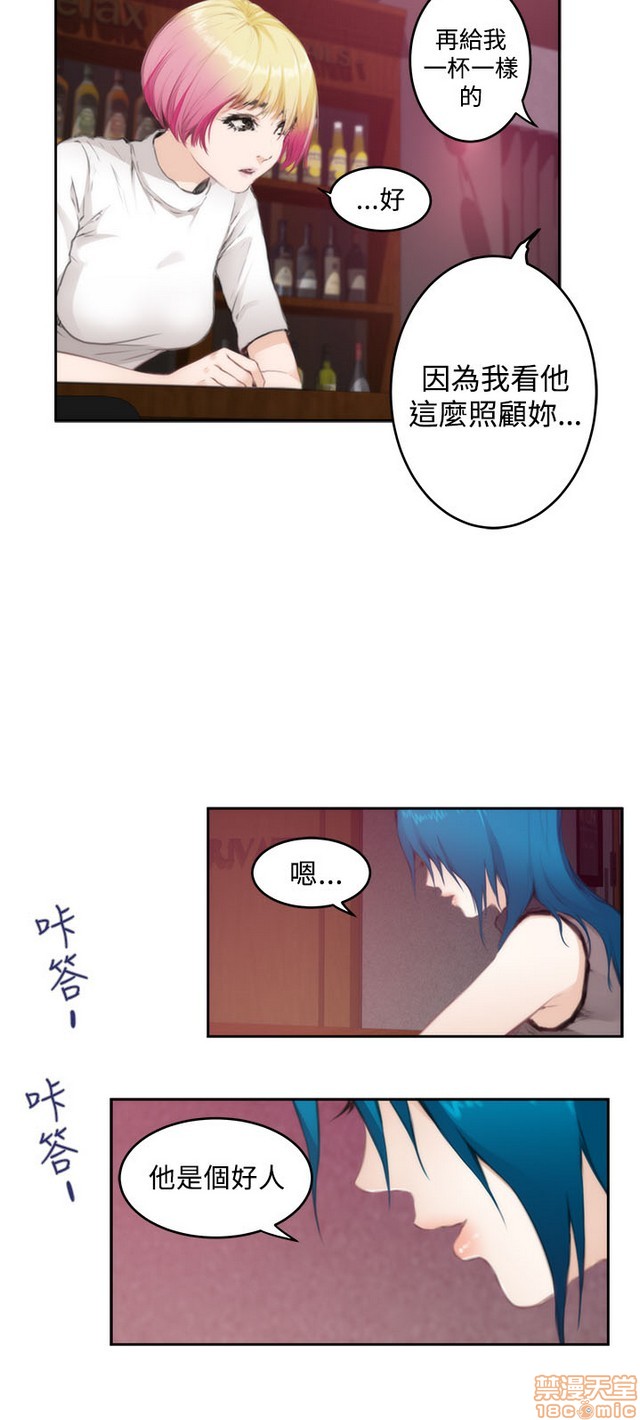 elax
再給我
一杯一樣
的
...好
因為我看他
這麼照顧妳...
嗯...
咔答-
咔答-
他是個好人
禁漫天堂
18comic